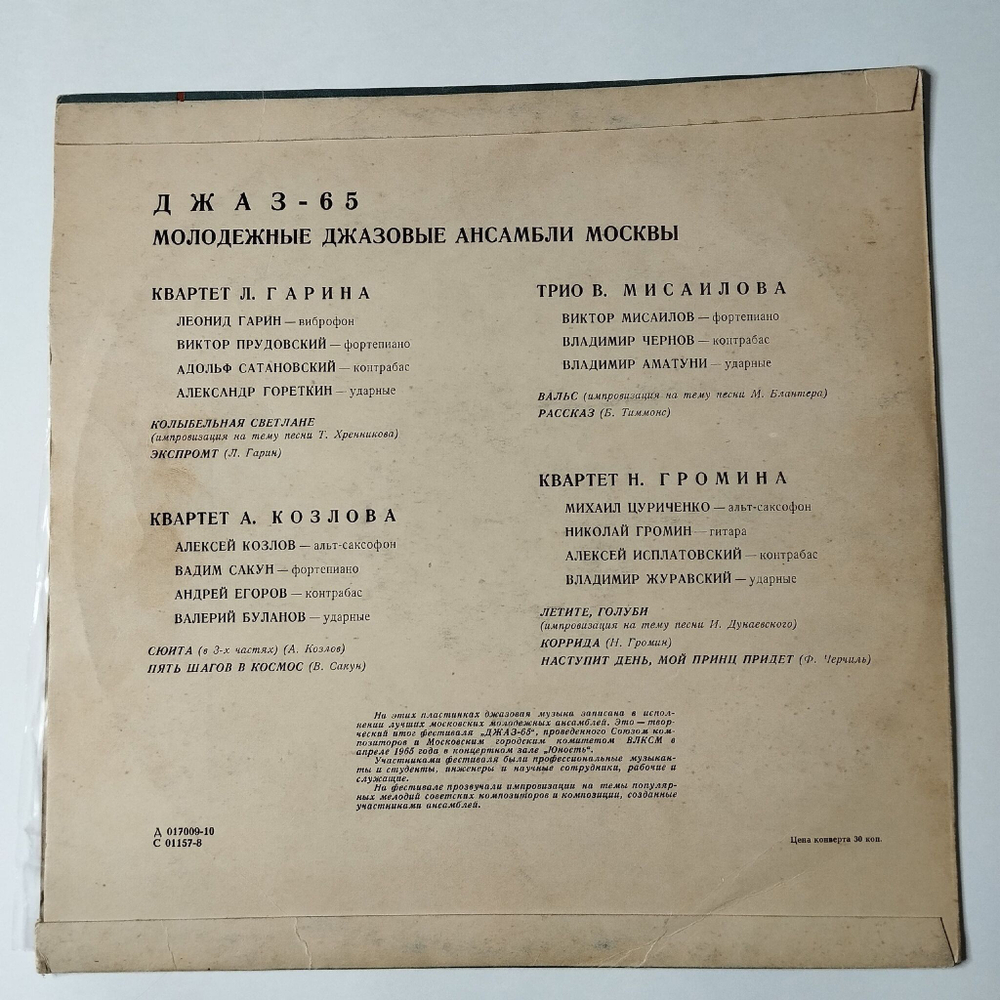 ДЖАЗ-65
МОЛОДЕЖНЫЕ ДЖАЗОВЫЕ АНСАМБЛИ МОСКВЫ
КВАРТЕТ Л. ГАРИНА
ЛЕОНИД ГАРИН — виброфон
ВИКТОР ПРУДОВСКИЙ — фортепиано
АДОЛЬФ САТАНОВСКИЙ — контрабас
АЛЕКСАНДР ГОРЕТКИН — ударные
КОЛЫБЕЛЬНАЯ СВЕТЛАНЕ
(импровизация на тему песни Т. Хренникова)
ЭКСПРОМТ (Л. Гарин)
КВАРТЕТ А. КОЗЛОВА
АЛЕКСЕЙ КОЗЛОВ — альт-саксофон
ВАДИМ САКУН — фортепиано
АНДРЕЙ ЕГОРОВ — контрабас
ВАЛЕРИЙ БУЛАНОВ — ударные
СЮИТА (в 3-х частях) (А. Козлов)
ПЯТЬ ШАГОВ В КОСМОС (В. Сакун)
ТРИО В. МИСАИЛОВА
ВИКТОР МИСАИЛОВ — фортепиано
ВЛАДИМИР ЧЕРНОВ — контрабас
ВЛАДИМИР АМАТУНИ — ударные
ВАЛЬС (импровизация на тему песни М. Блантера)
РАССКАЗ (Б. Тиммонс)
КВАРТЕТ Н. ГРОМИНА
МИХАИЛ ЦУРИЧЕНКО — альт-саксофон
НИКОЛАЙ ГРОМИН — гитара
АЛЕКСЕЙ ИСПЛАТОВСКИЙ — контрабас
ВЛАДИМИР ЖУРАВСКИЙ — ударные
ЛЕТИТЕ, ГОЛУБИ
(импровизация на тему песни И. Дунаевского)
КОРРИДА (Н. Громин)
НАСТУПИТ ДЕНЬ, МОЙ ПРИНЦ ПРИДЕТ (Ф. Черчиль)
На этих пластинках джазовая музыка записана в испол-
нении лучших московских молодежных ансамблей. Это — твор-
ческий итог фестиваля „ДЖАЗ-65“, проведенного Союзом ком-
позиторов и Московским городским комитетом ВЛКСМ в
апреле 1965 года в концертном зале „Юность“.
Участниками фестиваля были профессиональные музыкан-
ты и студенты, инженеры и научные сотрудники, рабочие и
служащие.
На фестивале прозвучали импровизации на темы популяр-
ных мелодий советских композиторов и композиции, созданные
участниками ансамблей.
Д 017009-10
С 01157-8
Цена конверта 30 коп.